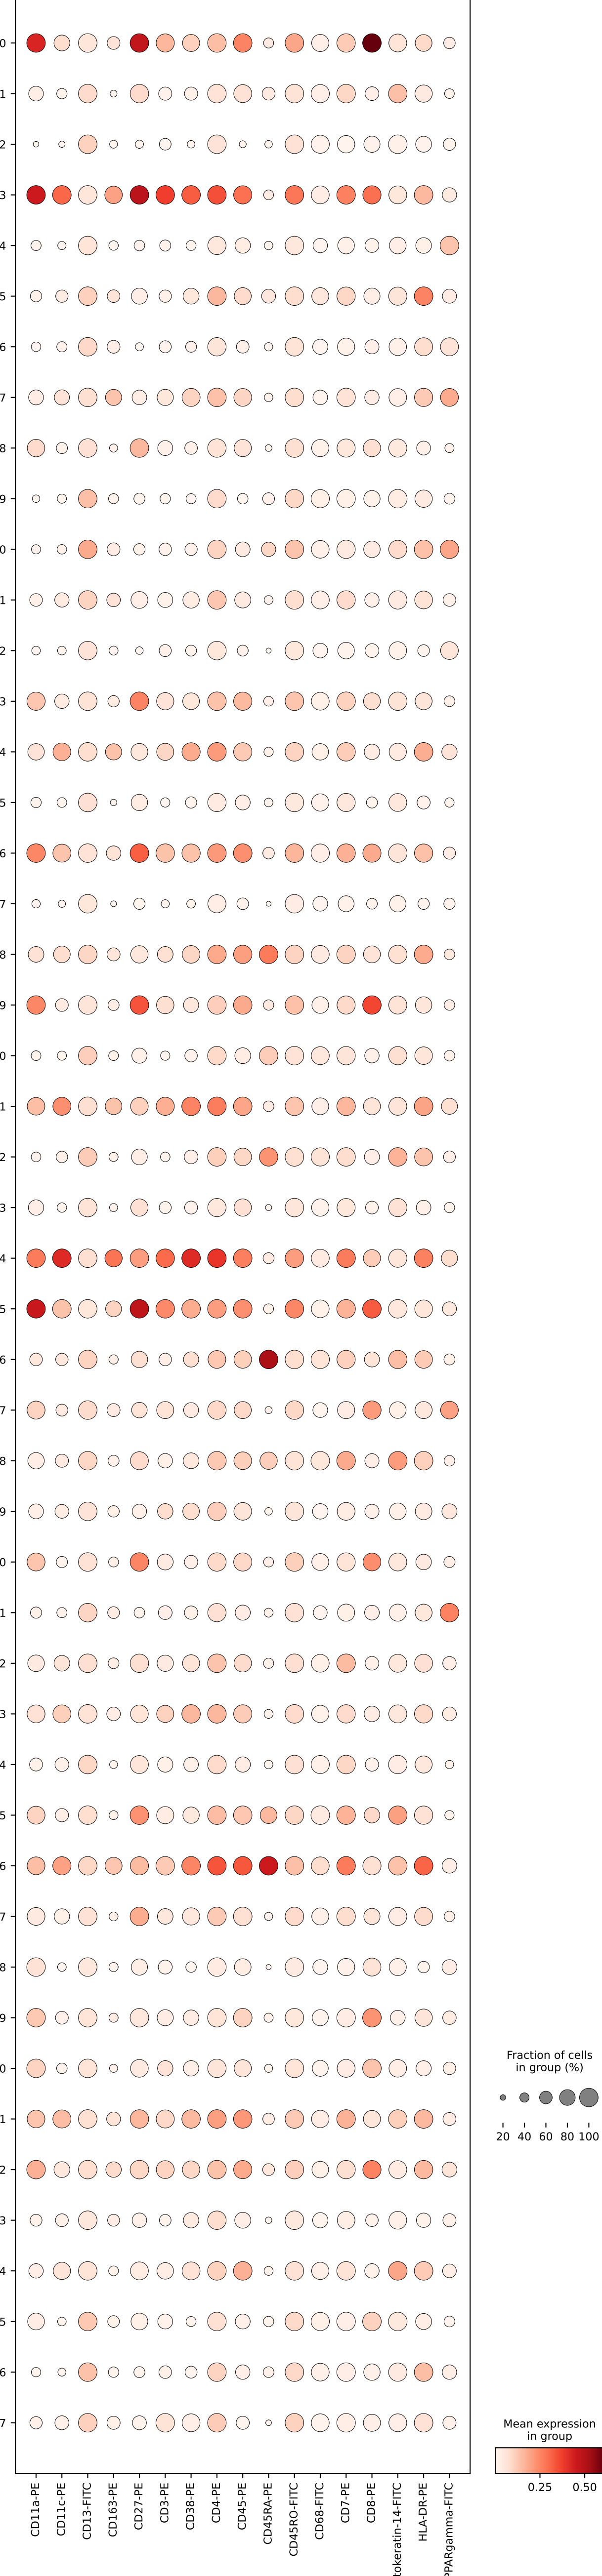 0
1
2
3
4
5
6
7
8
9
0
1
2
3
4
5
6
7
8
9
0
1
2
3
4
5
6
7
8
9
0
1
2
3
4
5
6
7
8
9
0
1
2
3
4
5
6
7
Fraction of cells
in group (%)
20 40 60 80 100
Mean expression
in group
0.25 0.50
CD11a-PE
CD11c-PE
CD13-FITC
CD163-PE
CD27-PE
CD3-PE
CD38-PE
CD4-PE
CD45-PE
CD45RA-PE
CD45RO-FITC
CD68-FITC
CD7-PE
CD8-PE
tokeratin-14-FITC
HLA-DR-PE
PPARgamma-FITC